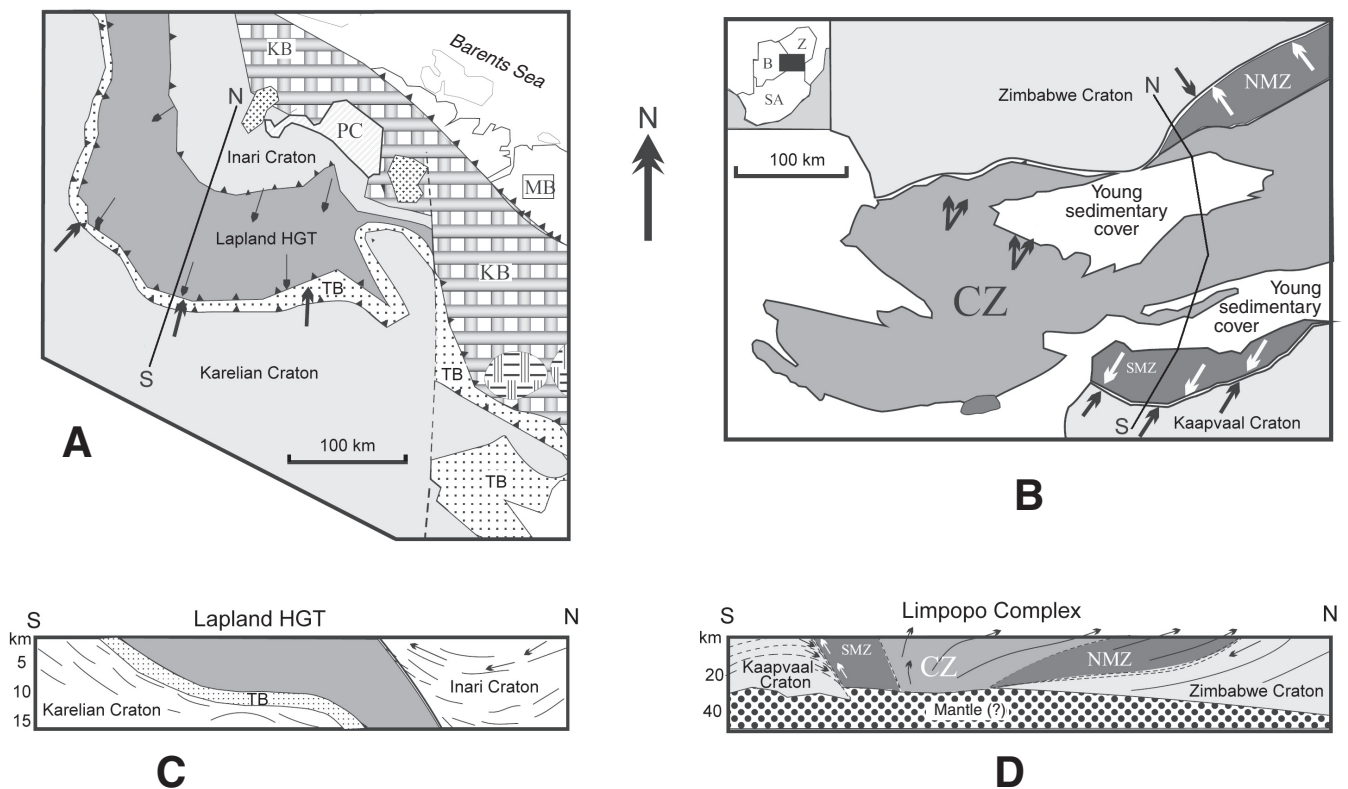 KB
Barents Sea
N
PC
Inari Craton
MB
Lapland HGT
KB
TB
S
Karelian Craton
TB
100 km
TB
A
N
Z
B
SA
100 km
Zimbabwe Craton
N
NMZ
Young
sedimentary
cover
CZ
Young
sedimentary
cover
SMZ
S
Kaapvaal Craton
B
S
Lapland HGT
N
km
5
10
15
TB
Inari Craton
Karelian Craton
C
S
Limpopo Complex
N
km
20
40
SMZ
CZ
NMZ
Kaapvaal
Craton
Zimbabwe Craton
Mantle (?)
D